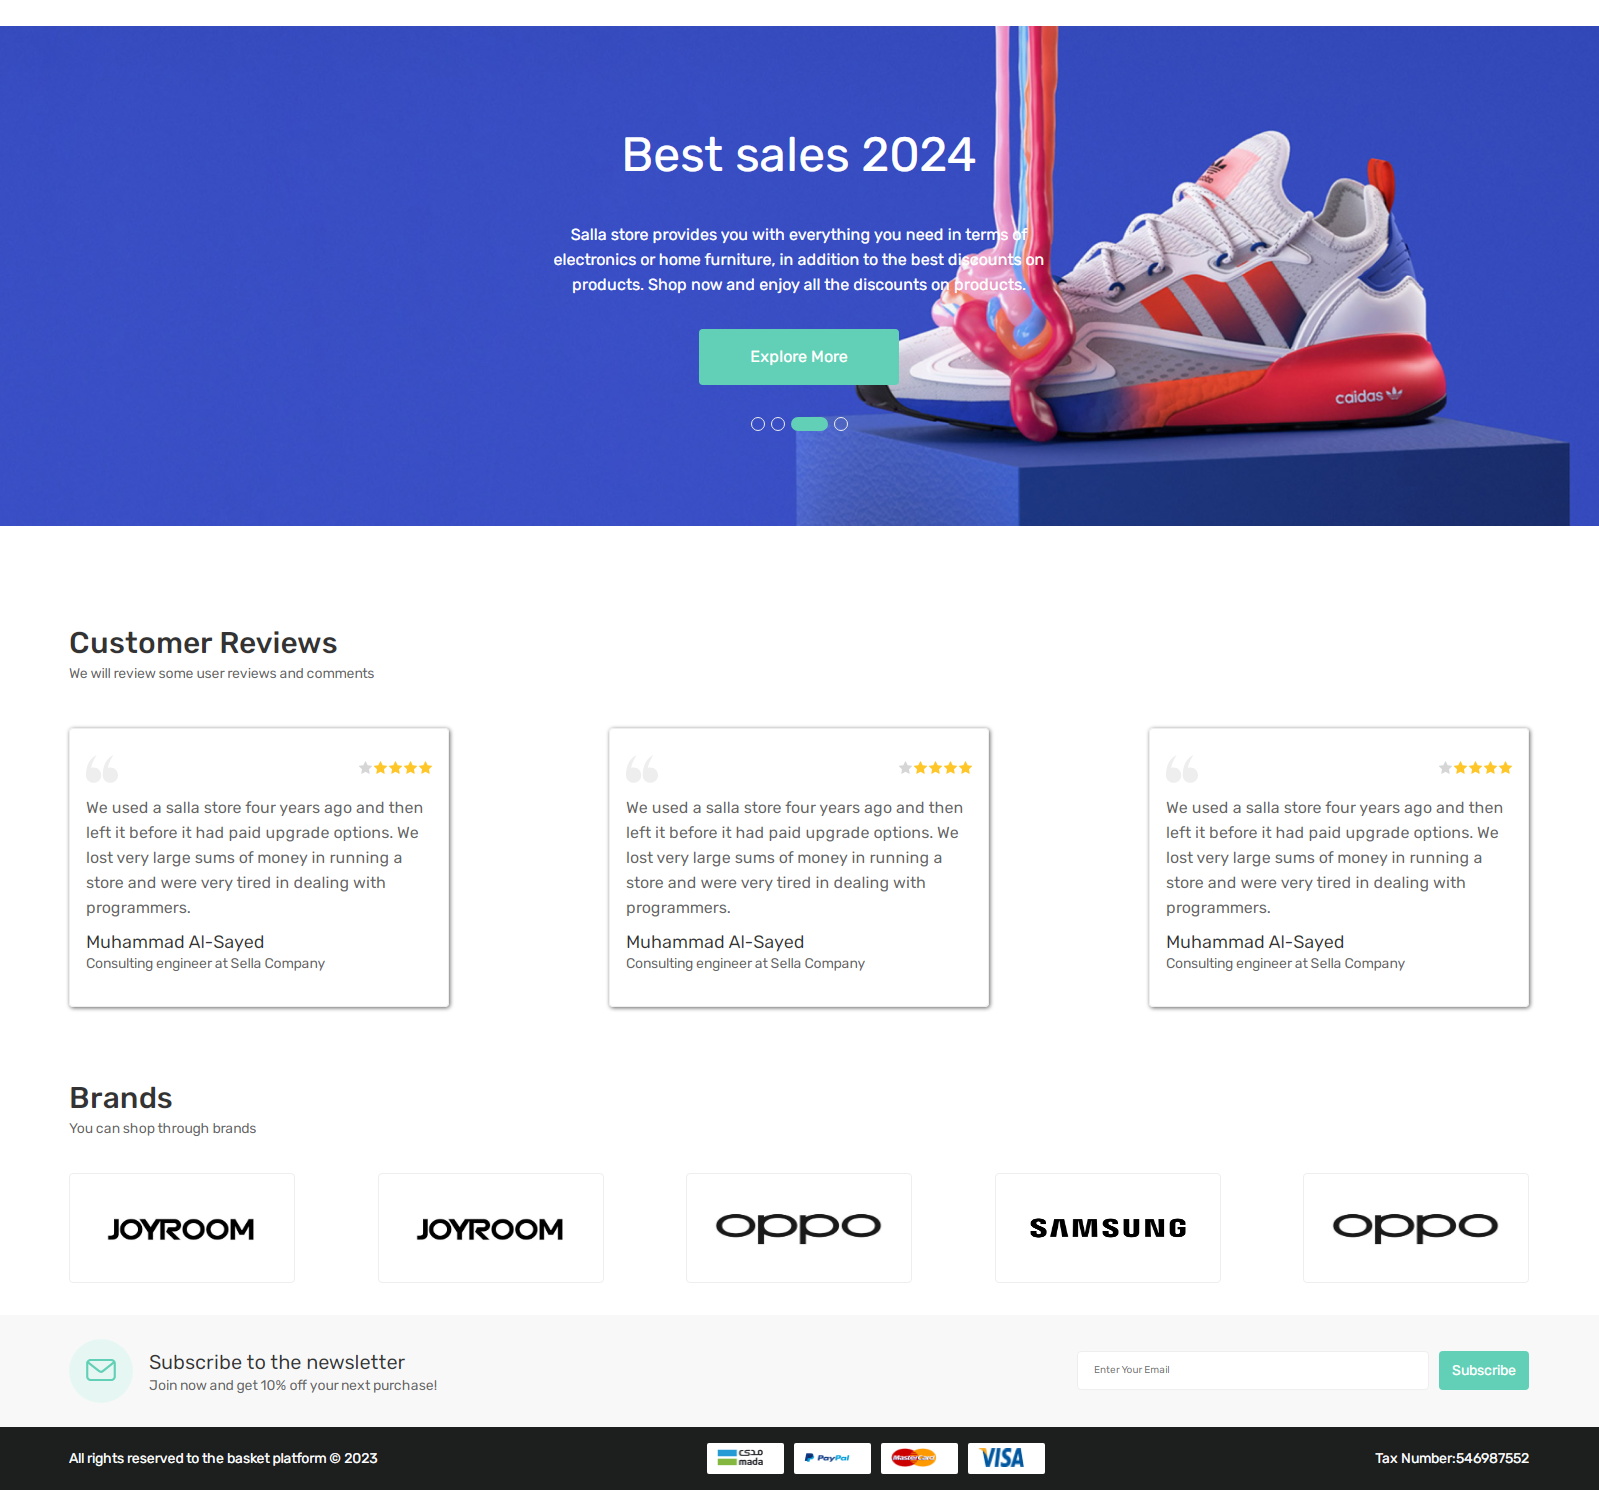 Best sales 2024
Salla store provides you with everything you need in terms of
electronics or home furniture, in addition to the best discounts on
products. Shop now and enjoy all the discounts on products.
Explore More
caidas
Customer Reviews
We will review some user reviews and comments
We used a salla store four years ago and then
left it before it had paid upgrade options. We
lost very large sums of money in running a
store and were very tired in dealing with
programmers.
Muhammad Al-Sayed
Consulting engineer at Sella Company
We used a salla store four years ago and then
left it before it had paid upgrade options. We
lost very large sums of money in running a
store and were very tired in dealing with
programmers.
Muhammad Al-Sayed
Consulting engineer at Sella Company
We used a salla store four years ago and then
left it before it had paid upgrade options. We
lost very large sums of money in running a
store and were very tired in dealing with
programmers.
Muhammad Al-Sayed
Consulting engineer at Sella Company
Brands
You can shop through brands
JOYROOM
JOYROOM
oppo
SAMSUNG
oppo
Subscribe to the newsletter
Join now and get 10% off your next purchase!
Enter Your Email
Subscribe
All rights reserved to the basket platform © 2023
مدى
mada
PayPal
MasterCard
VISA
Tax Number:546987552